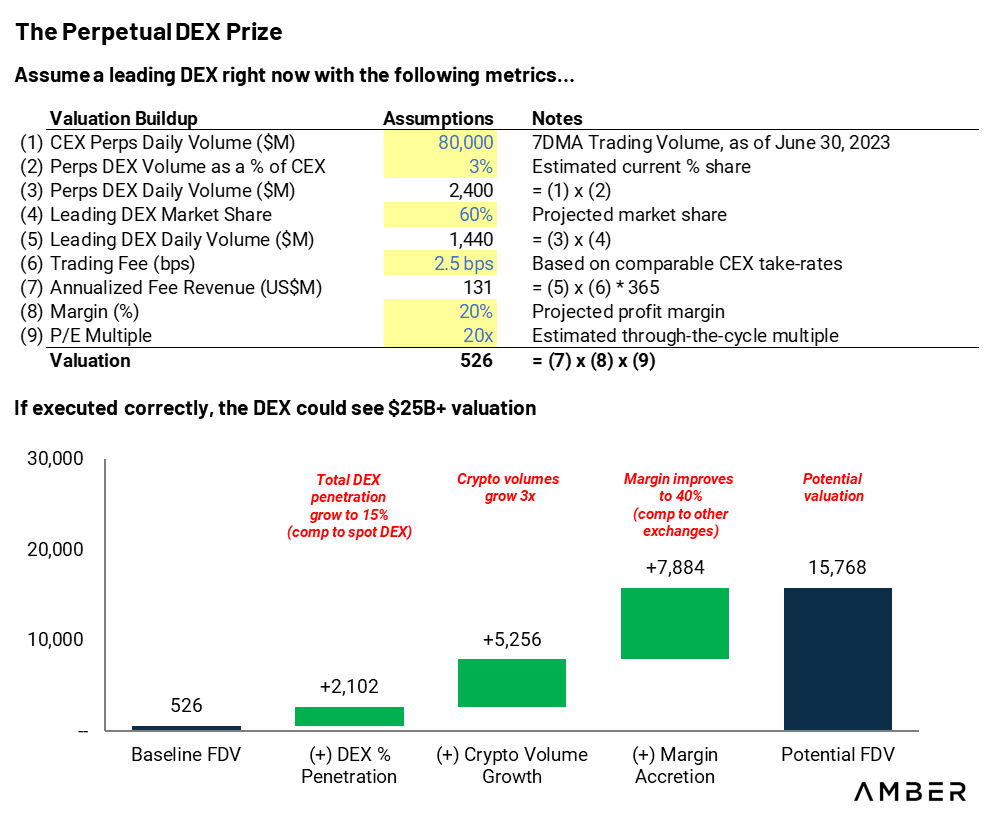 The Perpetual DEX Prize
Assume a leading DEX right now with the following metrics...
Valuation Buildup Assumptions Notes
(1) CEX Perps Daily Volume ($M) 80,000 7DMA Trading Volume, as of June 30, 2023
(2) Perps DEX Volume as a % of CEX 3% Estimated current % share
(3) Perps DEX Daily Volume ($M) 2,400 = (1) x (2)
(4) Leading DEX Market Share 60% Projected market share
(5) Leading DEX Daily Volume ($M) 1,440 = (3) x (4)
(6) Trading Fee (bps) 2.5 bps Based on comparable CEX take-rates
(7) Annualized Fee Revenue (US$M) 131 = (5) x (6) * 365
(8) Margin (%) 20% Projected profit margin
(9) P/E Multiple 20x Estimated through-the-cycle multiple
Valuation 526 = (7) x (8) x (9)
If executed correctly, the DEX could see $25B+ valuation
30,000
20,000
10,000
--
Total DEX
penetration
grow to 15%
(comp to spot DEX)
Crypto volumes
grow 3x
Margin improves
to 40%
(comp to other
exchanges)
Potential
valuation
526
+2,102
+5,256
+7,884
15,768
Baseline FDV
(+) DEX %
Penetration
(+) Crypto Volume
Growth
(+) Margin
Accretion
Potential FDV
AMBER